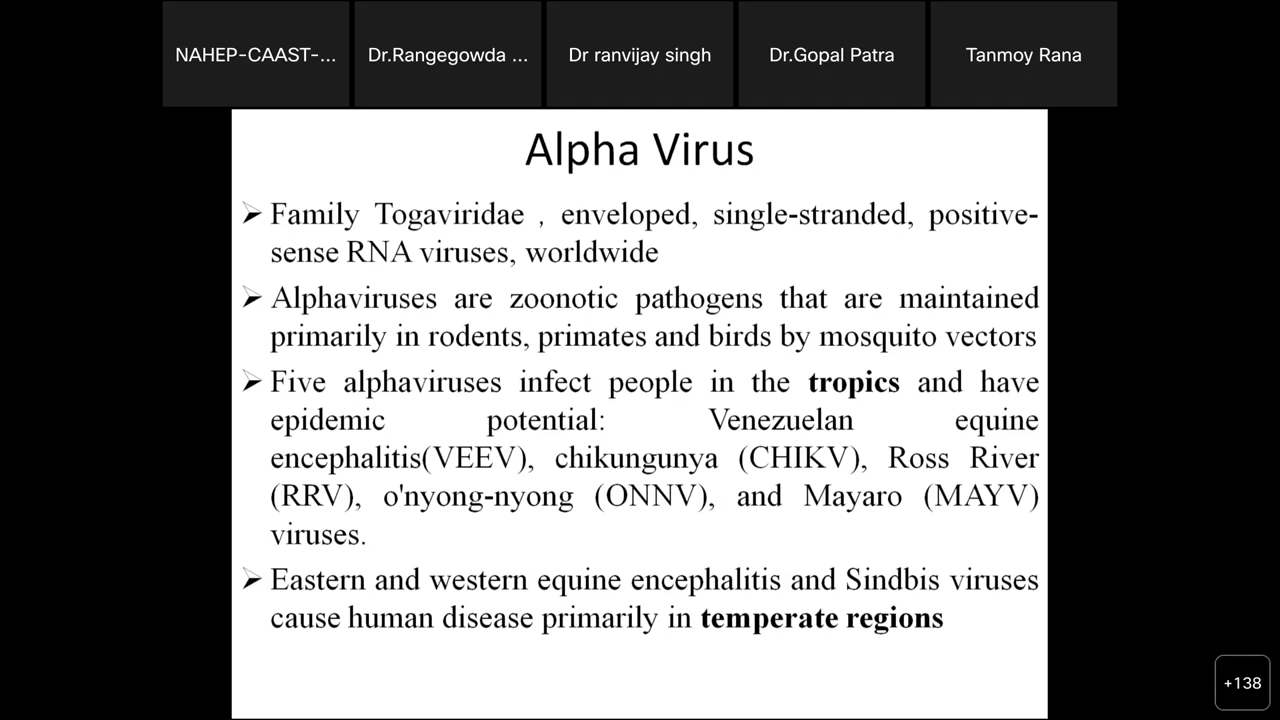 NAHEP-CAAST-...
Dr.Rangegowda ...
Dr ranvijay singh
Dr.Gopal Patra
Tanmoy Rana
Alpha Virus
➢ Family Togaviridae , enveloped, single-stranded, positive-
sense RNA viruses, worldwide
➢ Alphaviruses are zoonotic pathogens that are maintained
primarily in rodents, primates and birds by mosquito vectors
➢ Five alphaviruses infect people in the tropics and have
epidemic potential: Venezuelan equine
encephalitis(VEEV), chikungunya (CHIKV), Ross River
(RRV), o'nyong-nyong (ONNV), and Mayaro (MAYV)
viruses.
➢ Eastern and western equine encephalitis and Sindbis viruses
cause human disease primarily in temperate regions
+138